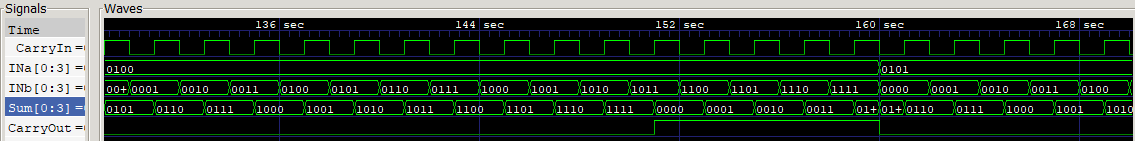 Signals
Waves
Time
136 sec 144 sec 152 sec 160 sec 168 sec
CarryIn =
INa[0:3] = 0100 0101
INb[0:3] = 00+ 0001 0010 0011 0100 0101 0110 0111 1000 1001 1010 1011 1100 1101 1110 1111 0000 0001 0010 0011 0100
Sum[0:3] = 0101 0110 0111 1000 1001 1010 1011 1100 1101 1110 1111 0000 0001 0010 0011 01+ 01+ 0110 0111 1000 1001 1010
CarryOut =